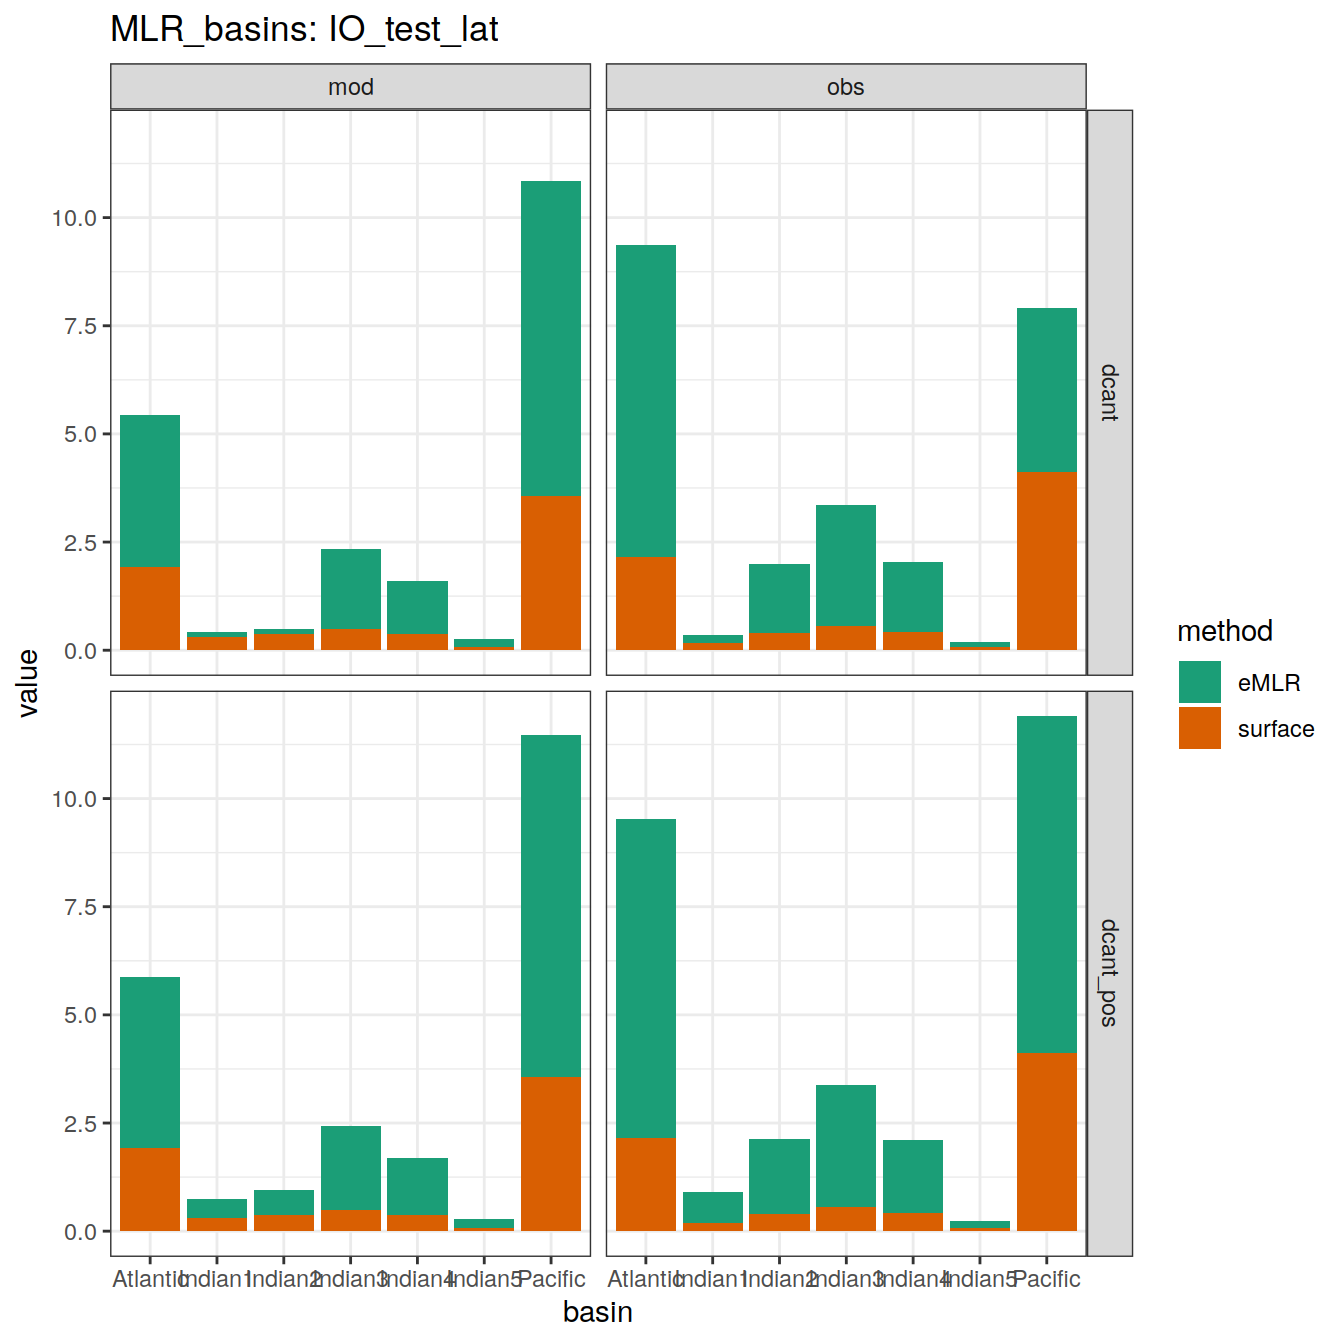 MLR_basins: IO_test_lat
mod
obs
10.0
7.5
5.0
2.5
0.0
dcant
10.0
7.5
5.0
2.5
0.0
dcant_pos
value
Atlantic Indian1 Indian2 Indian3 Indian4 Indian5 Pacific
Atlantic Indian1 Indian2 Indian3 Indian4 Indian5 Pacific
basin
method
eMLR
surface